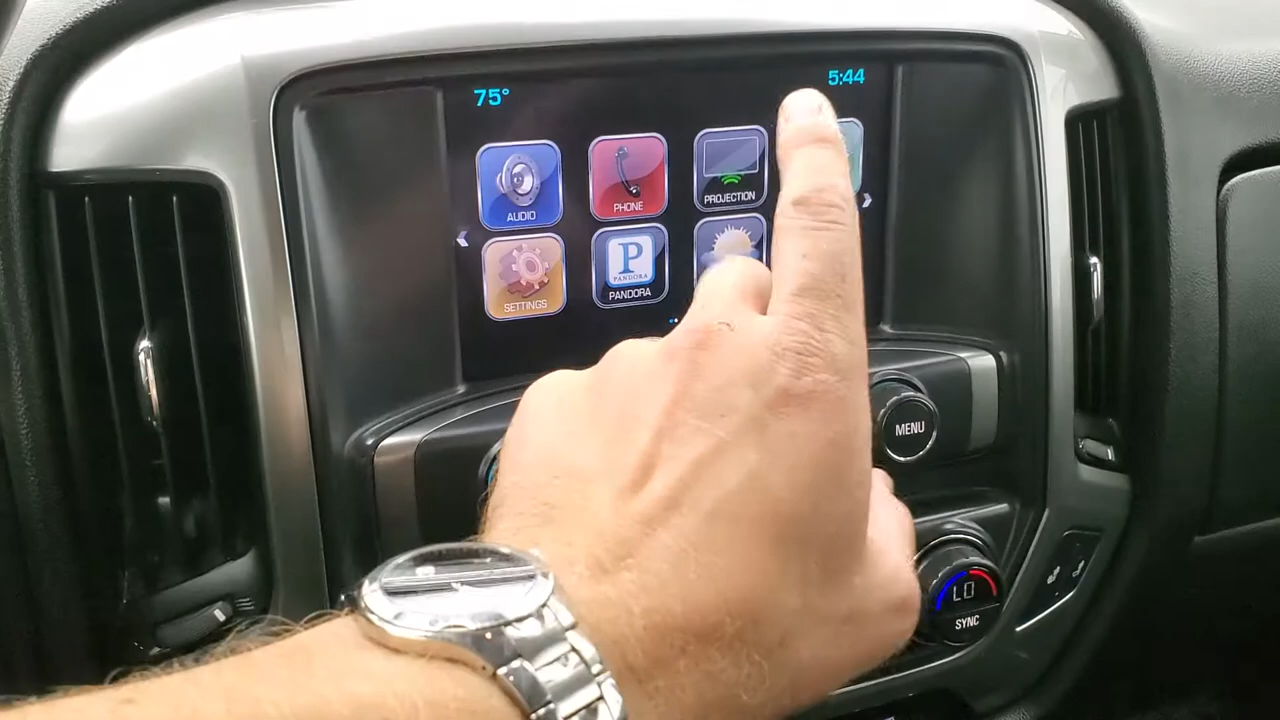 75°
5:44
AUDIO
PHONE
PROJECTION
SETTINGS
P
PANDORA
PANDORA
MENU
LO
SYNC